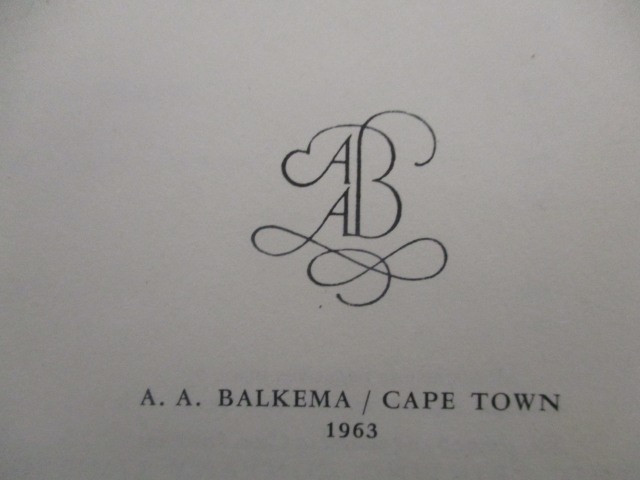 A
A B
A. A. BALKEMA / CAPE TOWN
1963